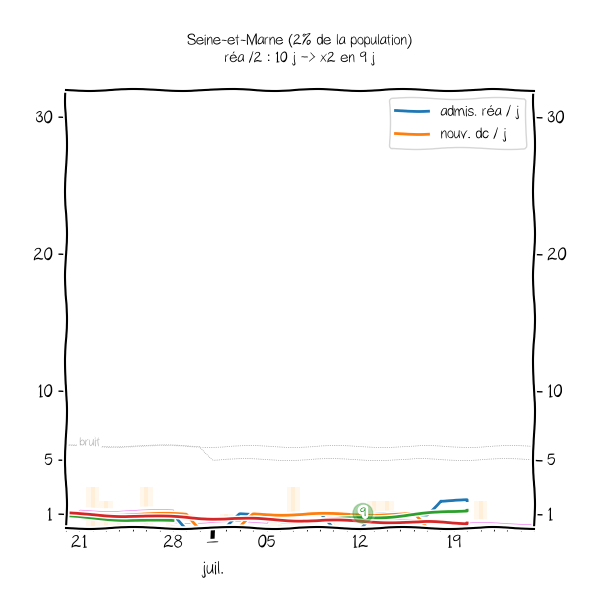 Seine-et-Marne (2% de la population)
réa /2 : 10 j -> x2 en 9 j
admis. réa / j
nouv. dc / j
30
30
20
20
10
10
bruit
5
5
9
1
1
21
28
05
12
19
juil.